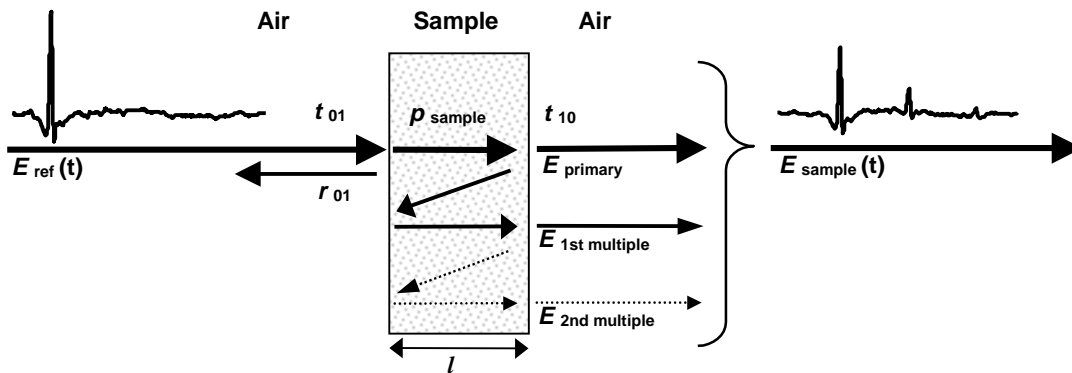 Air Sample Air
t 01 p sample t 10
E ref (t) E primary E sample (t)
r 01
E 1st multiple
E 2nd multiple
l